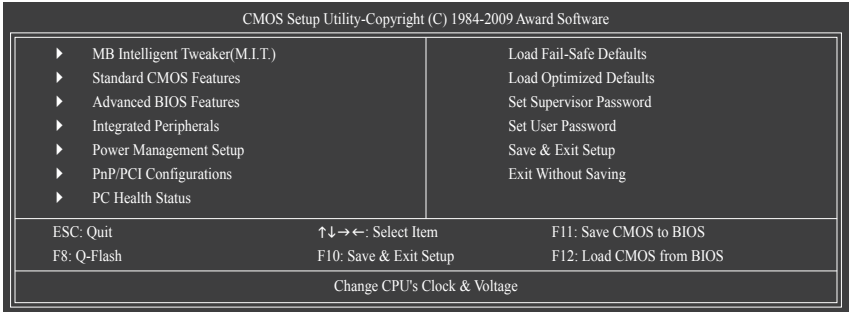 CMOS Setup Utility-Copyright (C) 1984-2009 Award Software
MB Intelligent Tweaker(M.I.T.)
Standard CMOS Features
Advanced BIOS Features
Integrated Peripherals
Power Management Setup
PnP/PCI Configurations
PC Health Status
Load Fail-Safe Defaults
Load Optimized Defaults
Set Supervisor Password
Set User Password
Save & Exit Setup
Exit Without Saving
ESC: Quit ↑↓→←: Select Item F11: Save CMOS to BIOS
F8: Q-Flash F10: Save & Exit Setup F12: Load CMOS from BIOS
Change CPU's Clock & Voltage